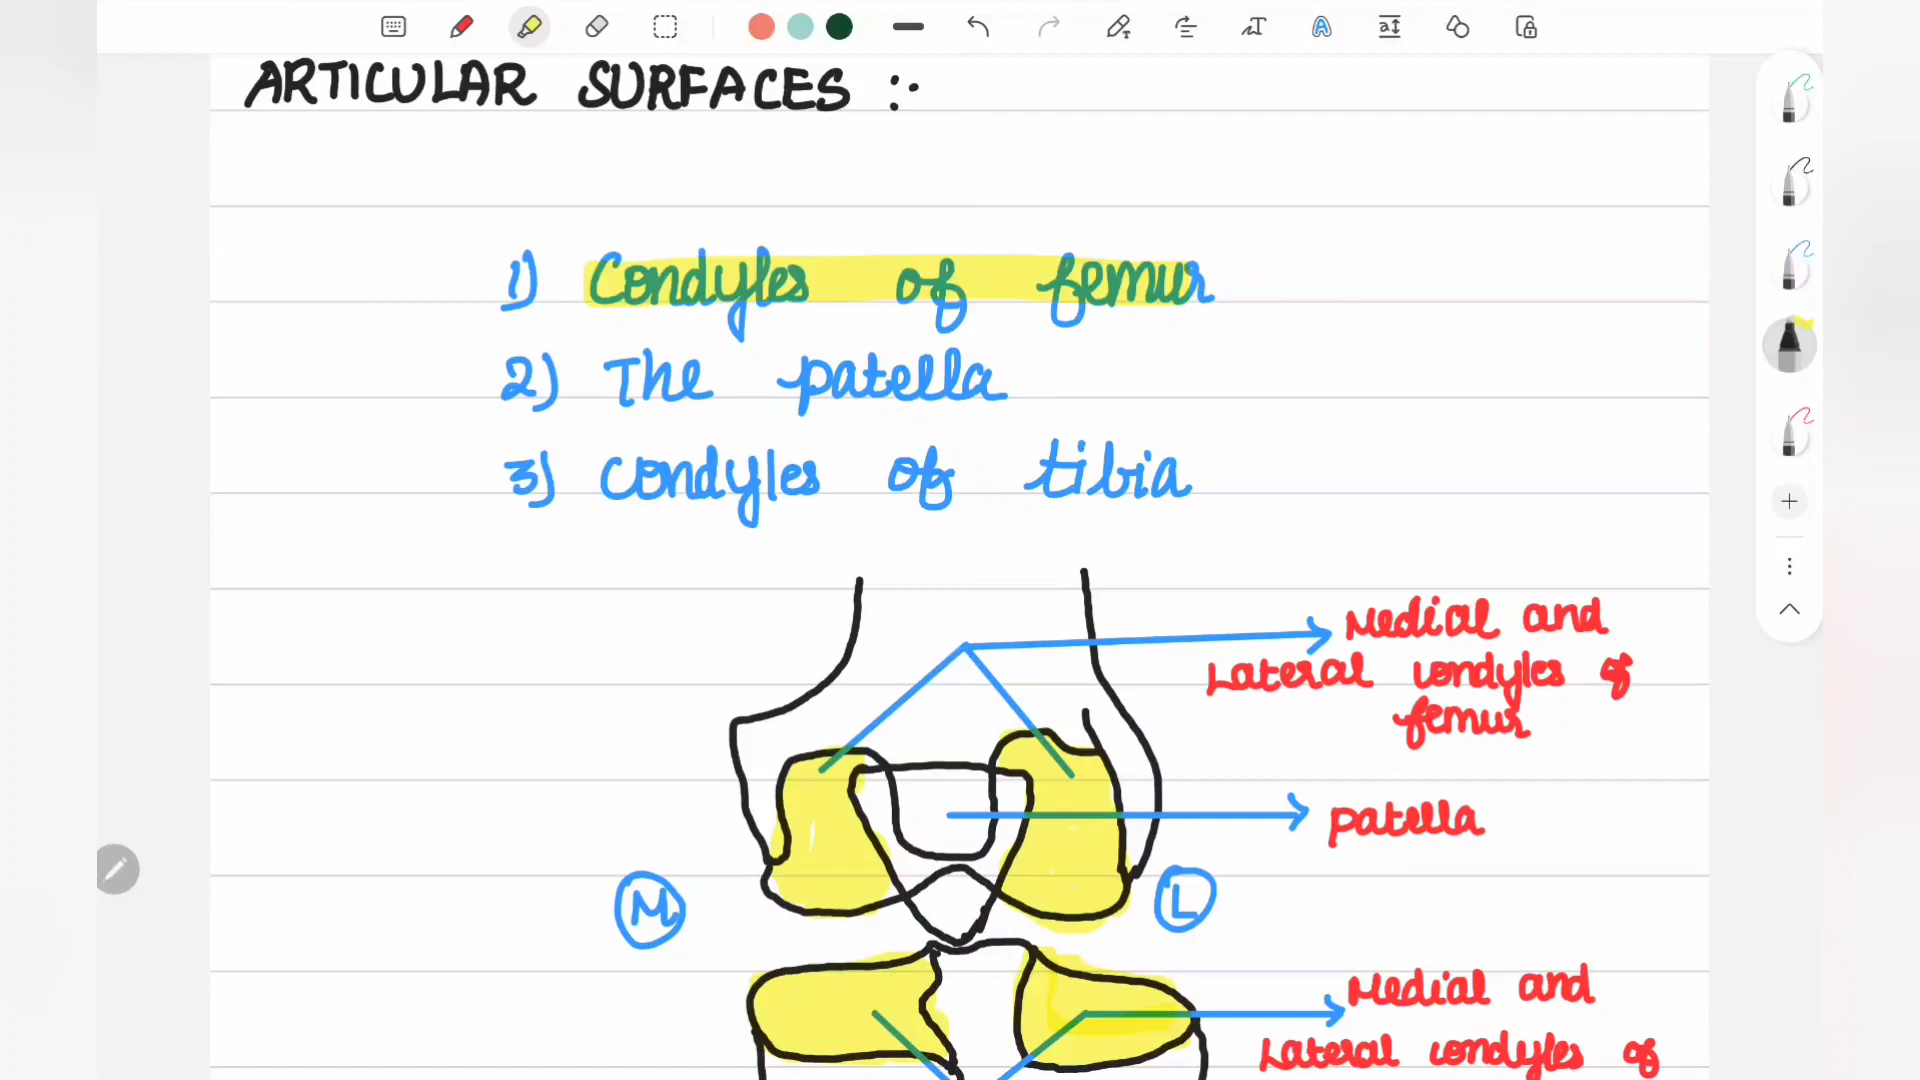 ARTICULAR SURFACES :-
1) Condyles of femur
2) The patella
3) Condyles of tibia
Medial and
Lateral condyles of
femur
Patella
M
L
Medial and
Lateral condyles of